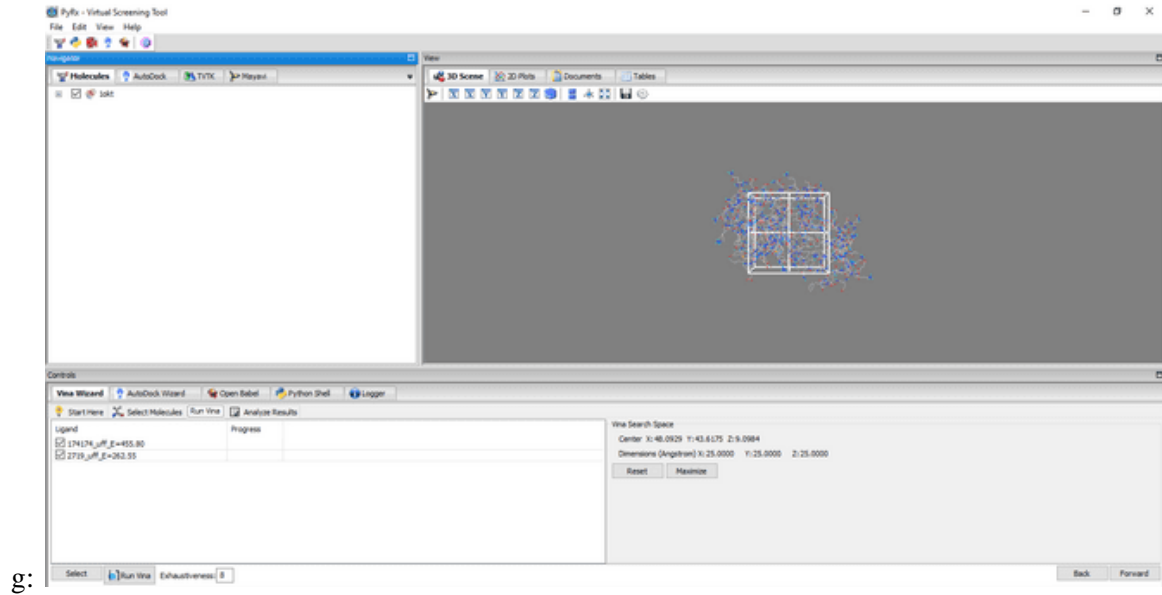 PyRx - Virtual Screening Tool
File Edit View Help
Navigator
View
Molecules AutoDock TVTK Mayavi
3D Scene 2D Plots Documents Tables
1okt
Controls
Vina Wizard AutoDock Wizard Open Babel Python Shell Logger
Start Here Select Molecules Run Vina Analyze Results
Ligand Progress
174174_uff_E=455.80
2719_uff_E=262.55
Vina Search Space
Center X: 48.0929 Y: 43.6175 Z: 9.0984
Dimensions (Angstrom) X: 25.0000 Y: 25.0000 Z: 25.0000
Reset Maximize
g:
Select Run Vina Exhaustiveness: 8
Back Forward